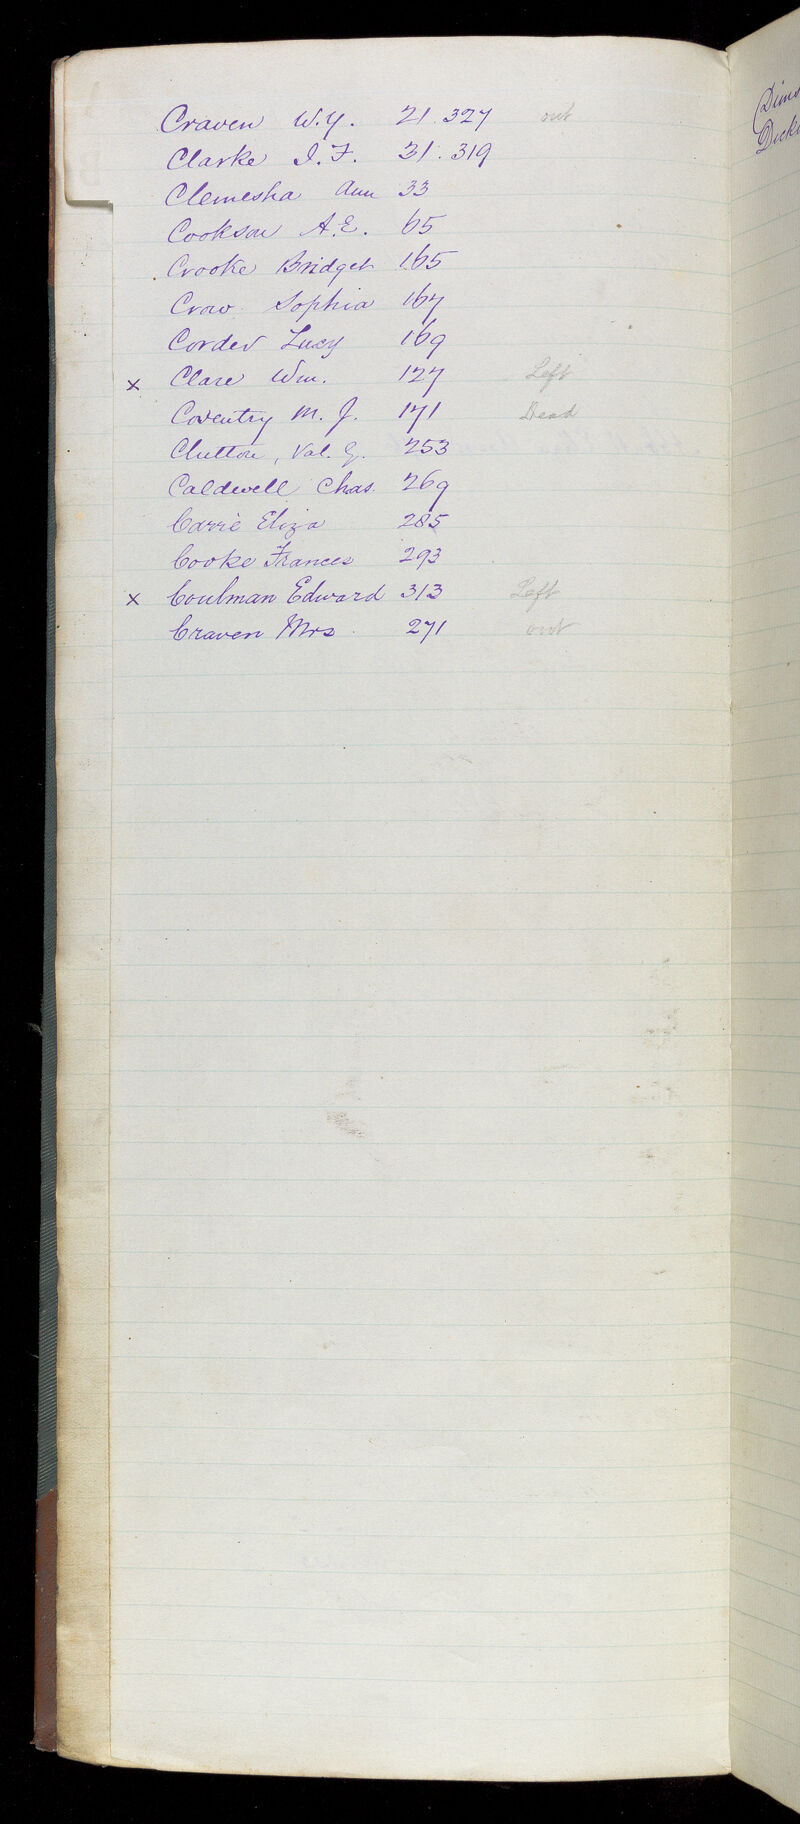 Craven W.Y. 21. 327 out
Clarke I. F. 31. 319
Clemesha Ann 33
Cookson A.E. 65
Crooke Bridget 165
Crow Sophia 167
Corder Lucy 169
x Clare Wm. 127 Left
Coventry M. J. 171 Dead
Clutton, Val. G. 253
Caldwell Chas. 269
Carrie Eliza 285
Cooke Frances 293
x Coulman Edward 313 Left
Craven Mrs 271 out